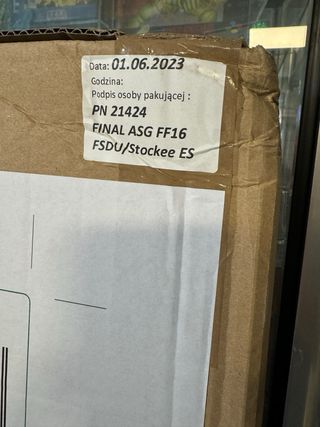 Data: 01.06.2023
Godzina:
Podpis osoby pakującej :
PN 21424
FINAL ASG FF16
FSDU/Stockee ES